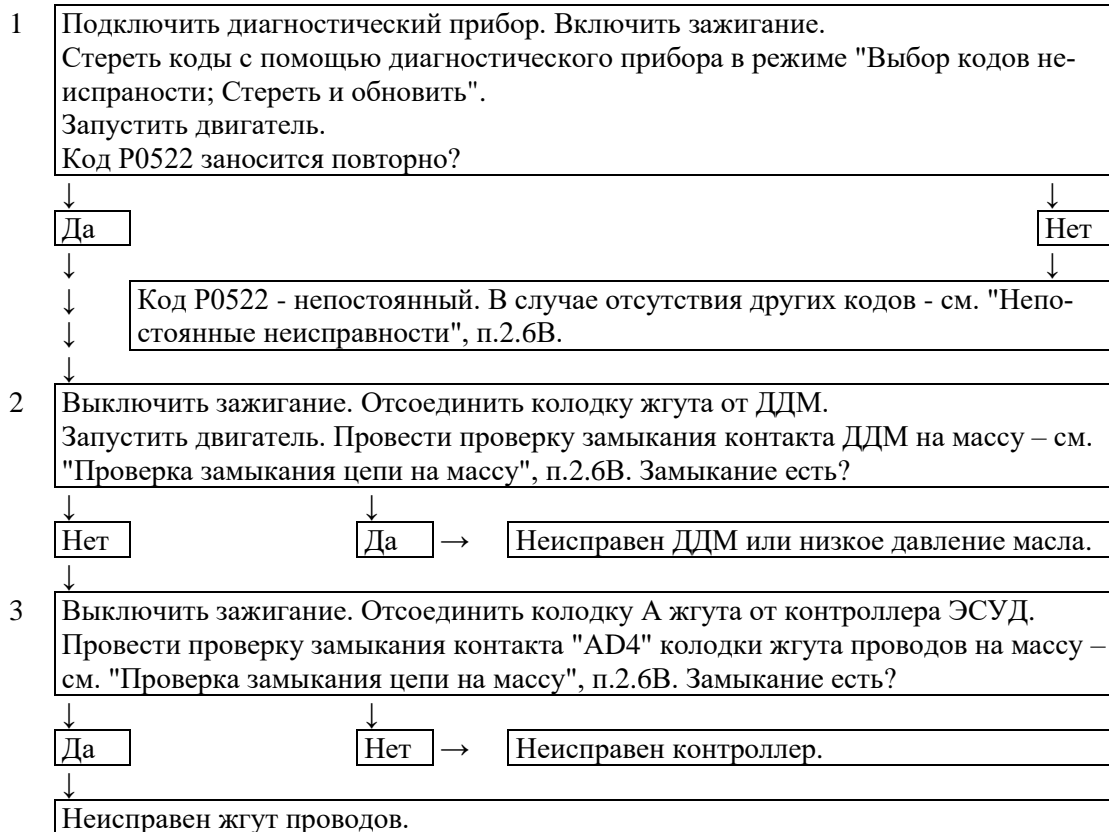 1 Подключить диагностический прибор. Включить зажигание.
Стереть коды с помощью диагностического прибора в режиме "Выбор кодов не-
испраности; Стереть и обновить".
Запустить двигатель.
Код P0522 заносится повторно?
↓ ↓
Да Нет
↓ ↓
↓ Код P0522 - непостоянный. В случае отсутствия других кодов - см. "Непо-
↓ стоянные неисправности", п.2.6В.
↓
2 Выключить зажигание. Отсоединить колодку жгута от ДДМ.
Запустить двигатель. Провести проверку замыкания контакта ДДМ на массу – см.
"Проверка замыкания цепи на массу", п.2.6В. Замыкание есть?
↓ ↓
Нет Да → Неисправен ДДМ или низкое давление масла.
↓
3 Выключить зажигание. Отсоединить колодку А жгута от контроллера ЭСУД.
Провести проверку замыкания контакта "AD4" колодки жгута проводов на массу –
см. "Проверка замыкания цепи на массу", п.2.6В. Замыкание есть?
↓ ↓
Да Нет → Неисправен контроллер.
↓
Неисправен жгут проводов.